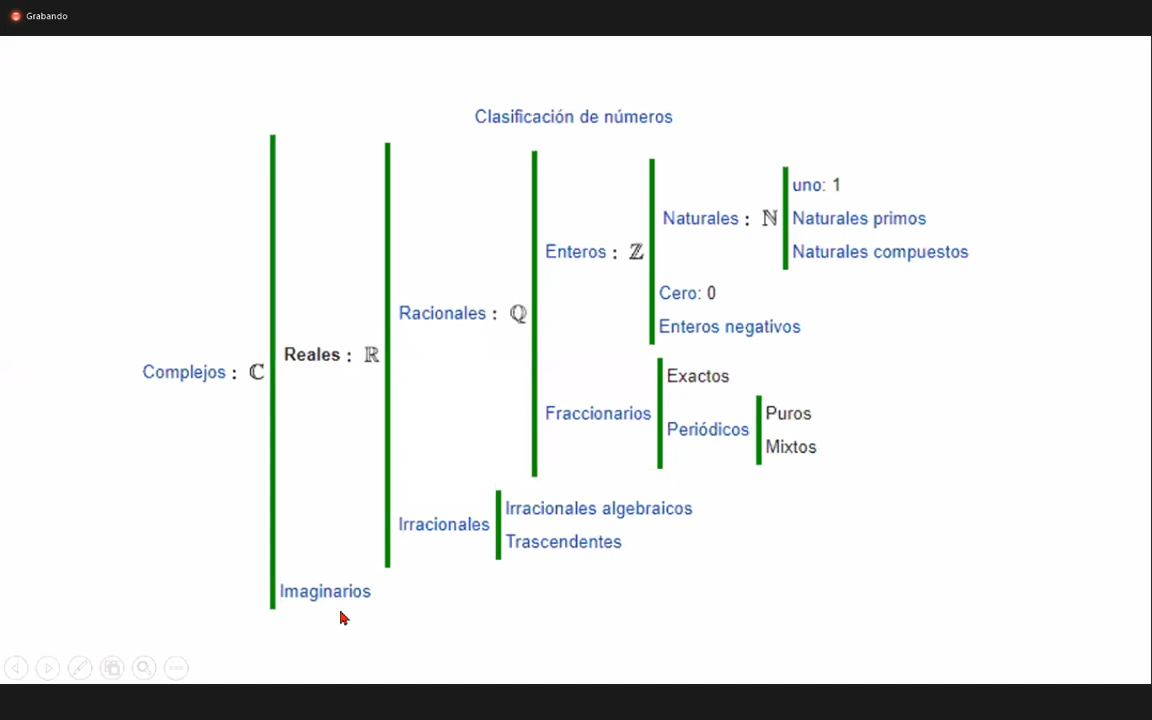 Grabando
Clasificación de números
uno: 1
Naturales : ℕ
Naturales primos
Enteros : ℤ
Naturales compuestos
Cero: 0
Racionales : ℚ
Enteros negativos
Reales : ℝ
Complejos : ℂ
Exactos
Fraccionarios
Puros
Periódicos
Mixtos
Irracionales algebraicos
Irracionales
Trascendentes
Imaginarios